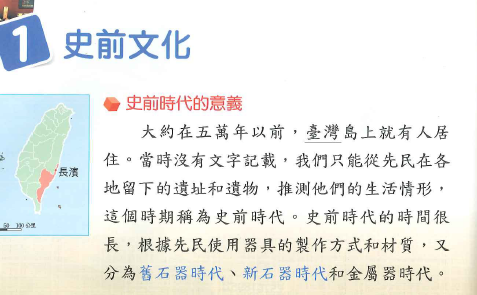 1 史前文化
史前時代的意義
大約在五萬年以前，臺灣島上就有人居
住。當時沒有文字記載，我們只能從先民在各
地留下的遺址和遺物，推測他們的生活情形，
這個時期稱為史前時代。史前時代的時間很
長，根據先民使用器具的製作方式和材質，又
分為舊石器時代、新石器時代和金屬器時代。
長濱
50 100公里